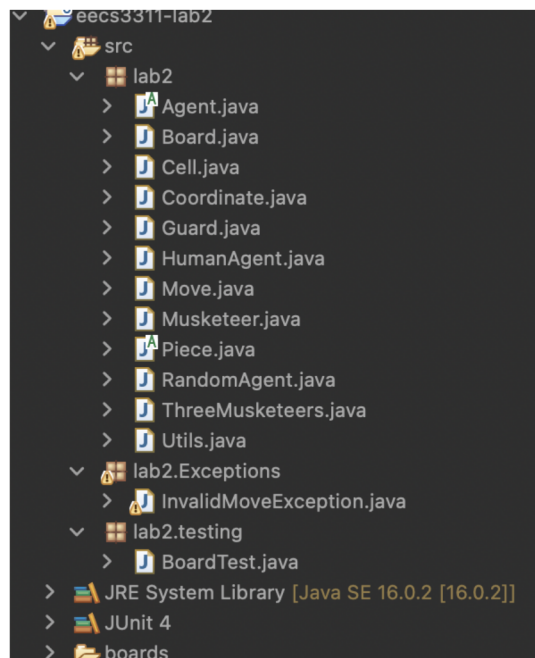 eecs3311-lab2
src
lab2
Agent.java
Board.java
Cell.java
Coordinate.java
Guard.java
HumanAgent.java
Move.java
Musketeer.java
Piece.java
RandomAgent.java
ThreeMusketeers.java
Utils.java
lab2.Exceptions
InvalidMoveException.java
lab2.testing
BoardTest.java
JRE System Library [Java SE 16.0.2 [16.0.2]]
JUnit 4
boards